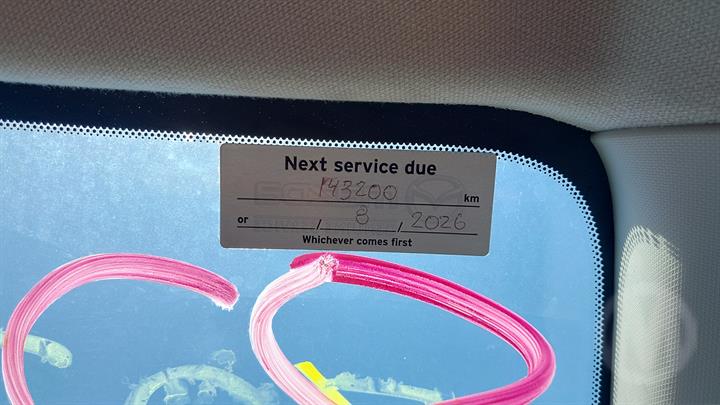 Next service due
143200 km
or / 8 / 2026
Whichever comes first